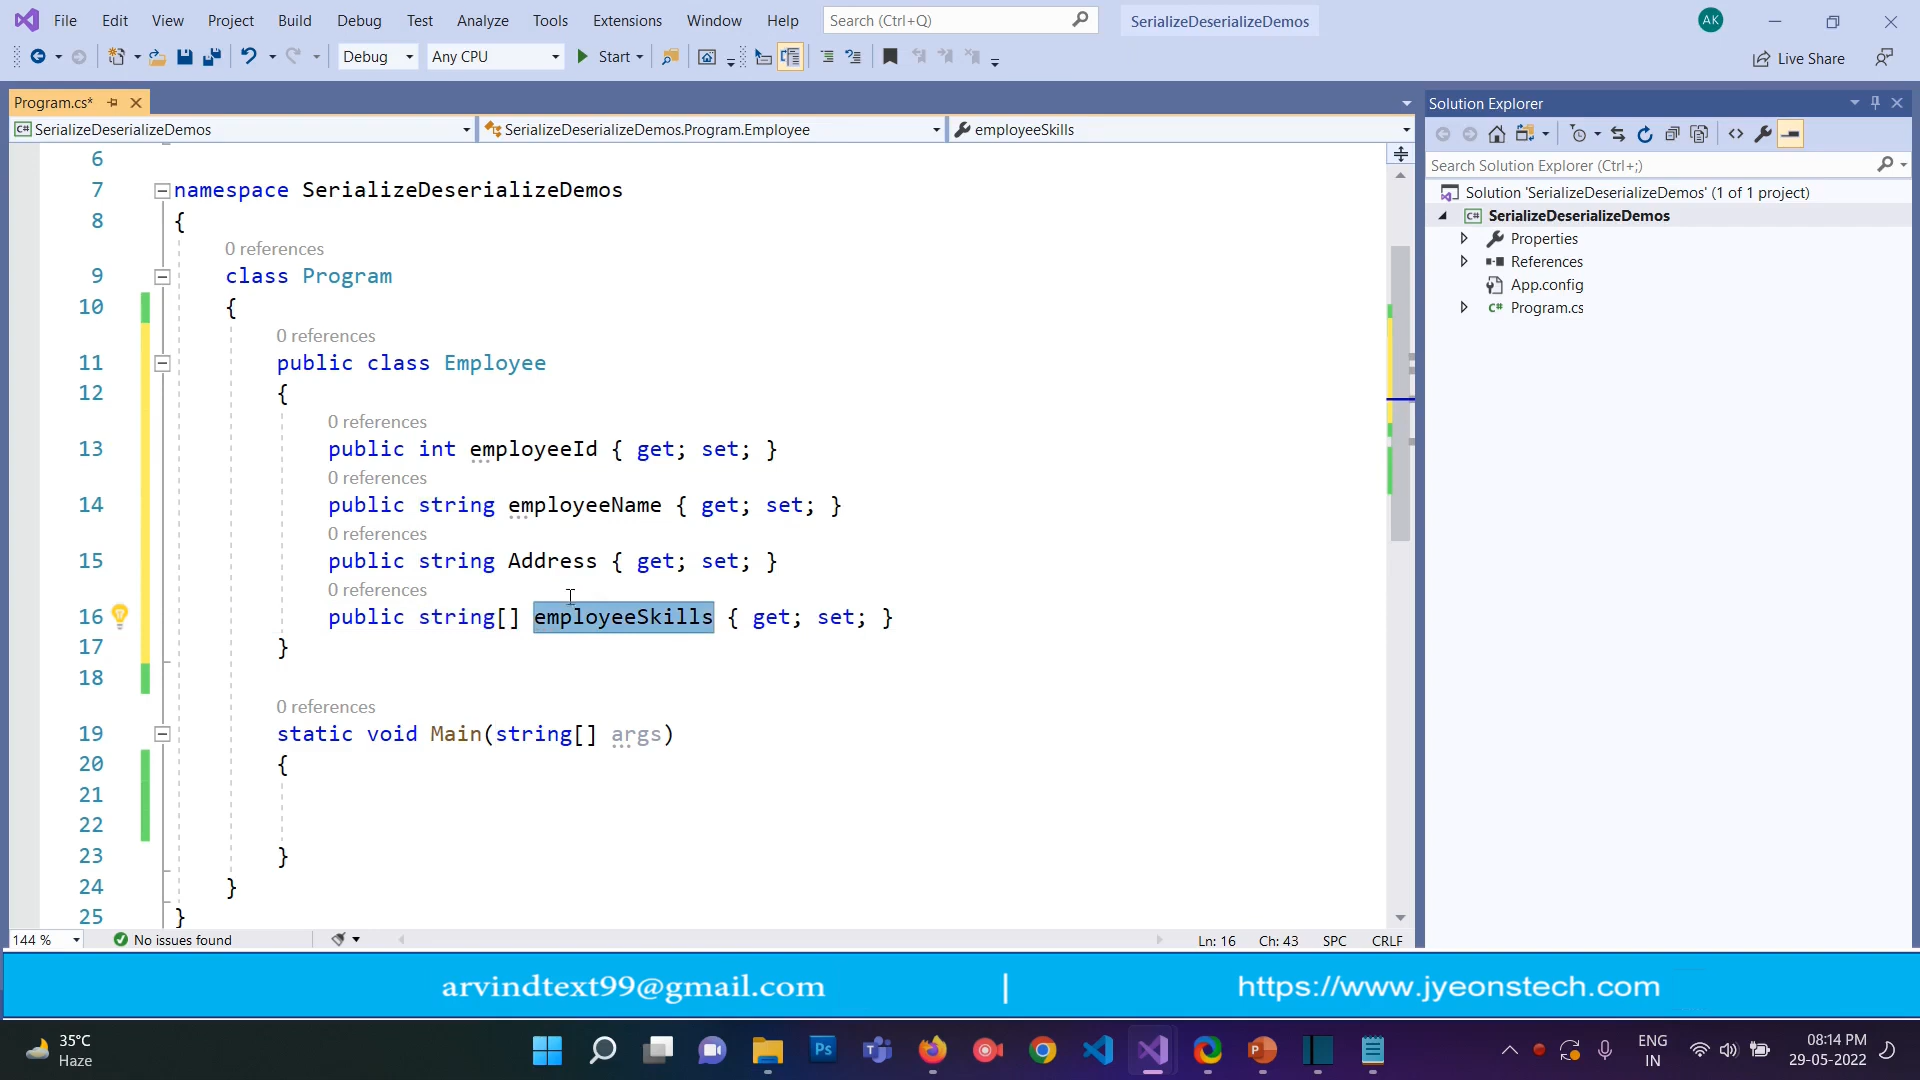 File Edit View Project Build Debug Test Analyze Tools Extensions Window Help Search (Ctrl+Q) SerializeDeserializeDemos AK
Debug Any CPU Start Live Share
Program.cs*
Solution Explorer
SerializeDeserializeDemos SerializeDeserializeDemos.Program.Employee employeeSkills
Search Solution Explorer (Ctrl+;)
Solution 'SerializeDeserializeDemos' (1 of 1 project)
SerializeDeserializeDemos
Properties
References
App.config
Program.cs
6
7 namespace SerializeDeserializeDemos
8 {
0 references
9 class Program
10 {
0 references
11 public class Employee
12 {
0 references
13 public int employeeId { get; set; }
0 references
14 public string employeeName { get; set; }
0 references
15 public string Address { get; set; }
0 references
16 public string[] employeeSkills { get; set; }
17 }
18
0 references
19 static void Main(string[] args)
20 {
21
22
23 }
24 }
25 }
144 % No issues found Ln: 16 Ch: 43 SPC CRLF
arvindtext99@gmail.com | https://www.jyeonstech.com
35°C
Haze
Ps
ENG
IN
08:14 PM
29-05-2022